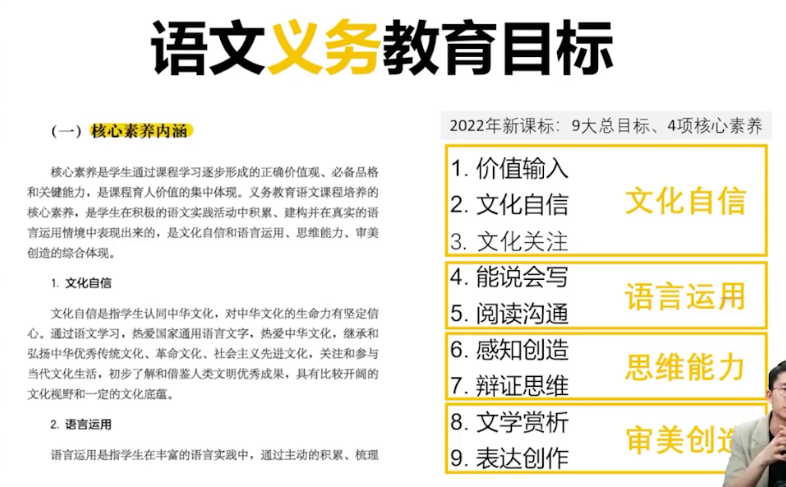 语文义务教育目标
（一）核心素养内涵
核心素养是学生通过课程学习逐步形成的正确价值观、必备品格
和关键能力，是课程育人价值的集中体现。义务教育语文课程培养的
核心素养，是学生在积极的语文实践活动中积累、建构并在真实的语
言运用情境中表现出来的，是文化自信和语言运用、思维能力、审美
创造的综合体现。
1. 文化自信
文化自信是指学生认同中华文化，对中华文化的生命力有坚定信
心。通过语文学习，热爱国家通用语言文字，热爱中华文化，继承和
弘扬中华优秀传统文化、革命文化、社会主义先进文化，关注和参与
当代文化生活，初步了解和借鉴人类文明优秀成果，具有比较开阔的
文化视野和一定的文化底蕴。
2. 语言运用
语言运用是指学生在丰富的语言实践中，通过主动的积累、梳理
2022年新课标：9大总目标、4项核心素养
1. 价值输入
2. 文化自信
3. 文化关注
文化自信
4. 能说会写
5. 阅读沟通
语言运用
6. 感知创造
7. 辩证思维
思维能力
8. 文学赏析
9. 表达创作
审美创造